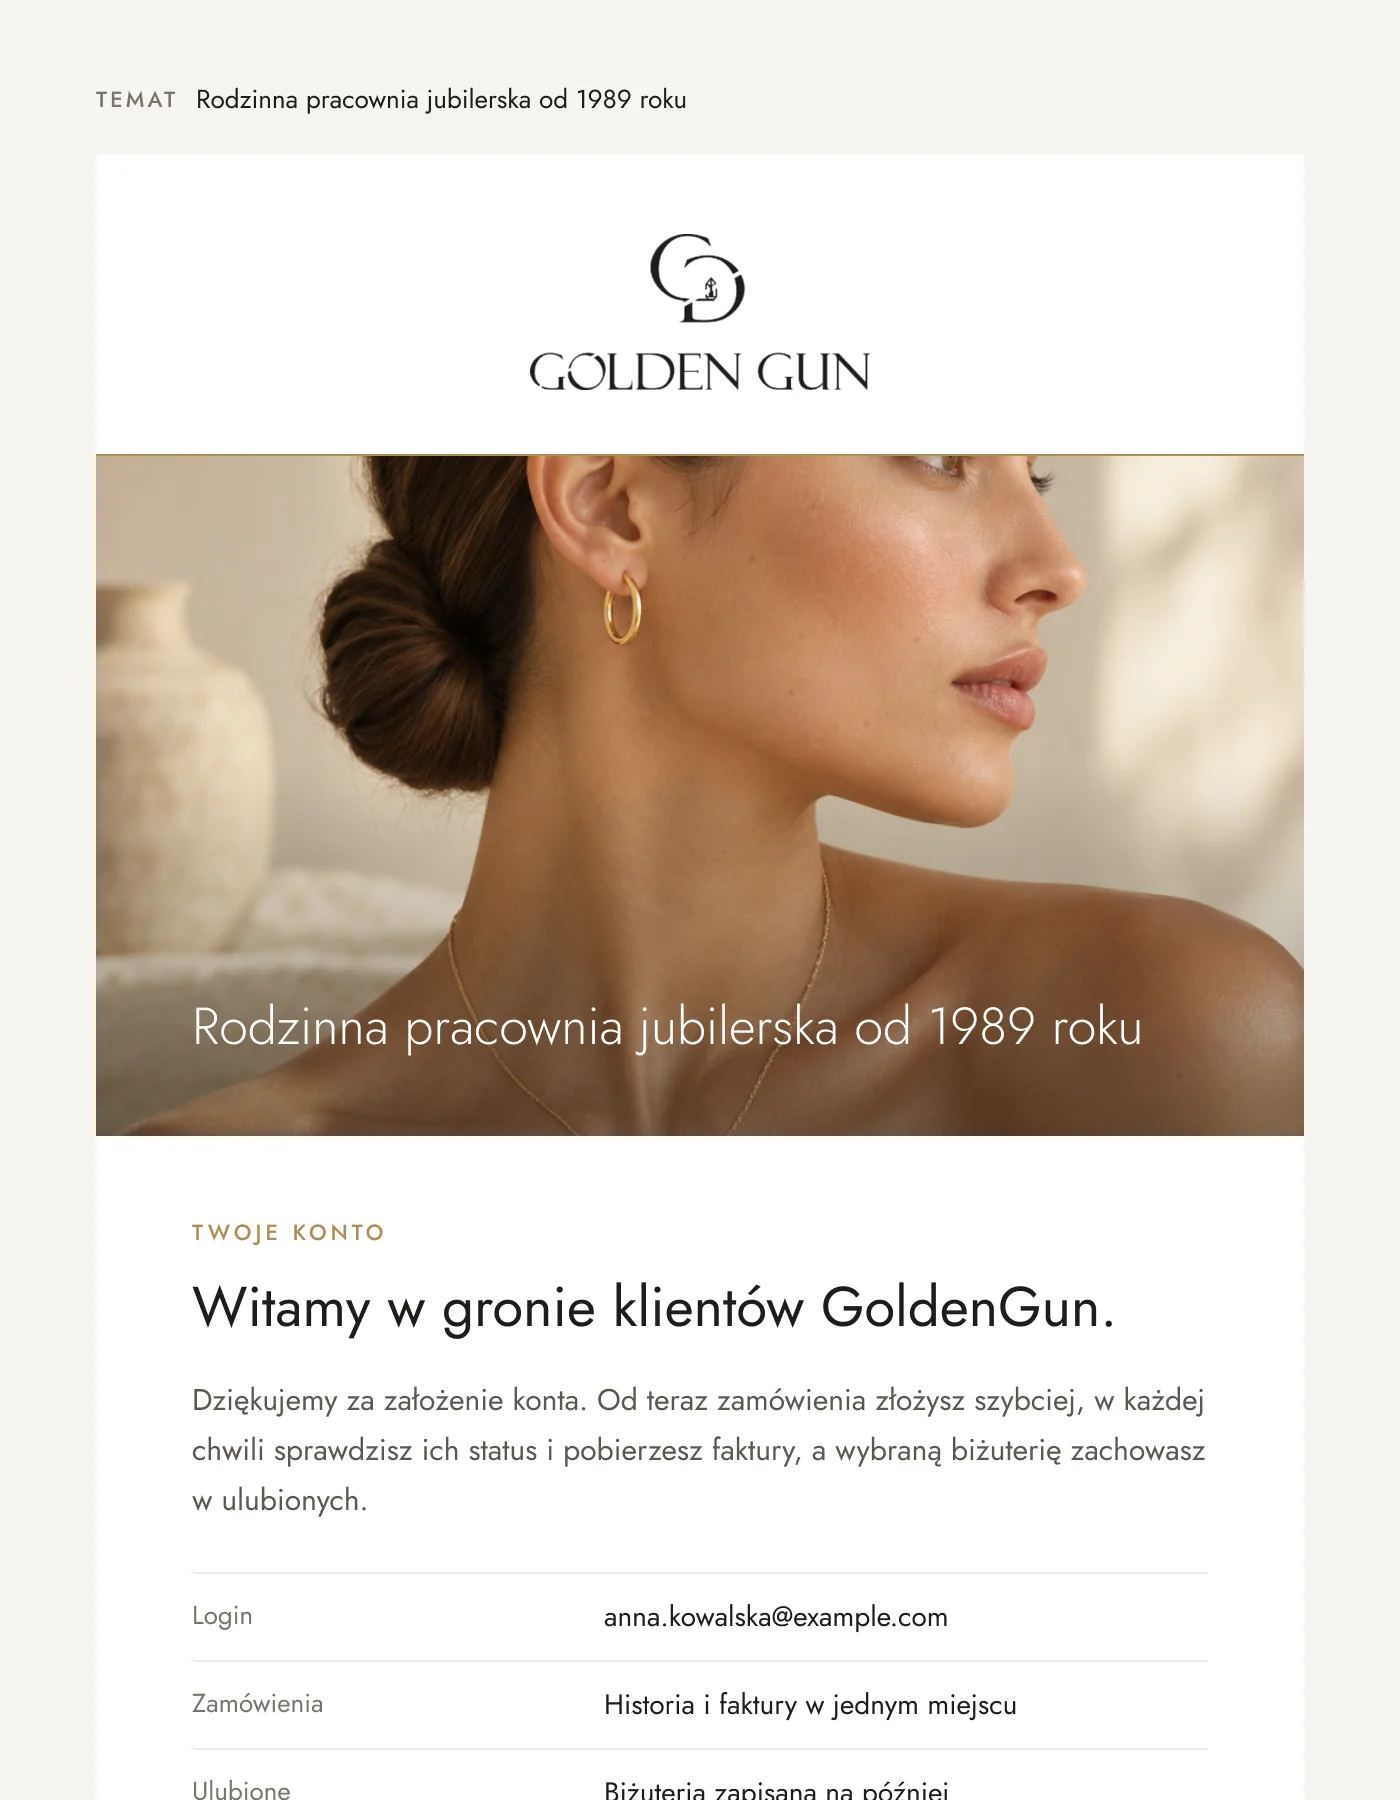 TEMAT Rodzinna pracownia jubilerska od 1989 roku
GD
GOLDEN GUN
Rodzinna pracownia jubilerska od 1989 roku
TWOJE KONTO
Witamy w gronie klientów GoldenGun.
Dziękujemy za założenie konta. Od teraz zamówienia złożysz szybciej, w każdej
chwili sprawdzisz ich status i pobierzesz faktury, a wybraną biżuterię zachowasz
w ulubionych.
Login anna.kowalska@example.com
Zamówienia Historia i faktury w jednym miejscu
Ulubione Biżuteria zapisana na później